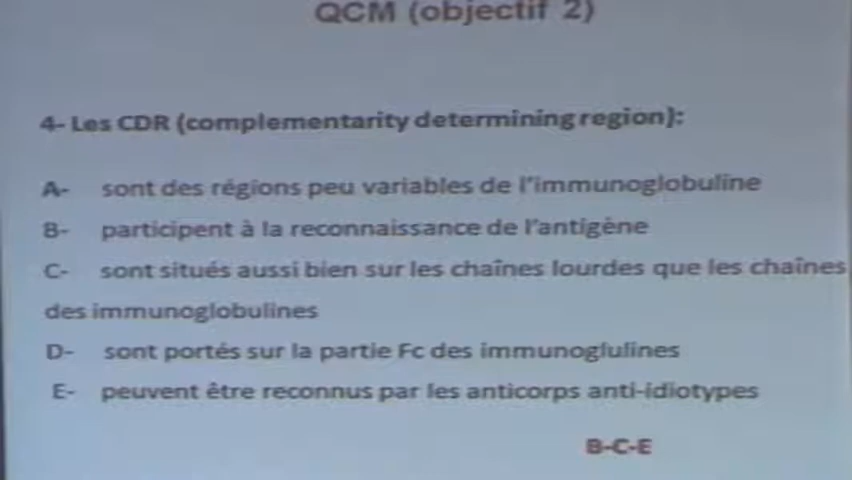 QCM (objectif 2)
4- Les CDR (complementarity determining region):
A- sont des régions peu variables de l'immunoglobuline
B- participent à la reconnaissance de l'antigène
C- sont situés aussi bien sur les chaînes lourdes que les chaînes
des immunoglobulines
D- sont portés sur la partie Fc des immunoglulines
E- peuvent être reconnus par les anticorps anti-idiotypes
B-C-E